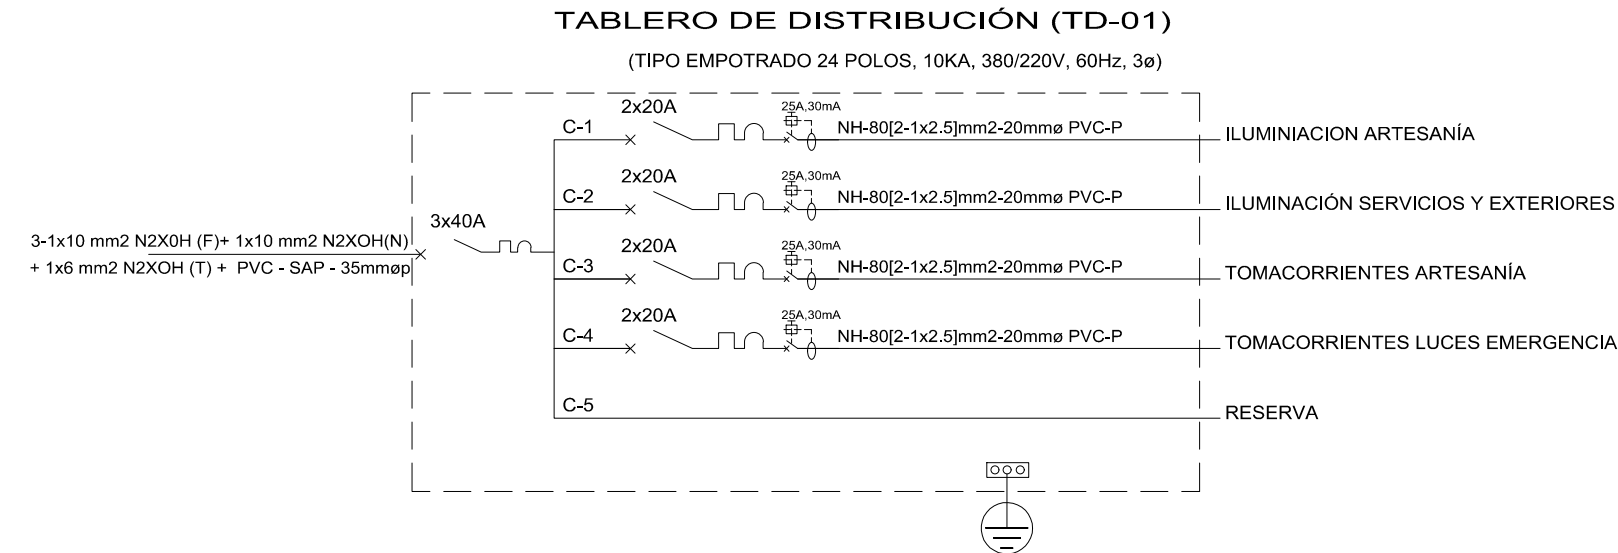 TABLERO DE DISTRIBUCIÓN (TD-01)
(TIPO EMPOTRADO 24 POLOS, 10KA, 380/220V, 60Hz, 3ø)
3-1x10 mm2 N2X0H (F)+ 1x10 mm2 N2XOH(N)
+ 1x6 mm2 N2XOH (T) + PVC - SAP - 35mmøp
3x40A
C-1
2x20A
25A,30mA
NH-80[2-1x2.5]mm2-20mmø PVC-P
ILUMINIACION ARTESANÍA
C-2
2x20A
25A,30mA
NH-80[2-1x2.5]mm2-20mmø PVC-P
ILUMINACIÓN SERVICIOS Y EXTERIORES
C-3
2x20A
25A,30mA
NH-80[2-1x2.5]mm2-20mmø PVC-P
TOMACORRIENTES ARTESANÍA
C-4
2x20A
25A,30mA
NH-80[2-1x2.5]mm2-20mmø PVC-P
TOMACORRIENTES LUCES EMERGENCIA
C-5
RESERVA